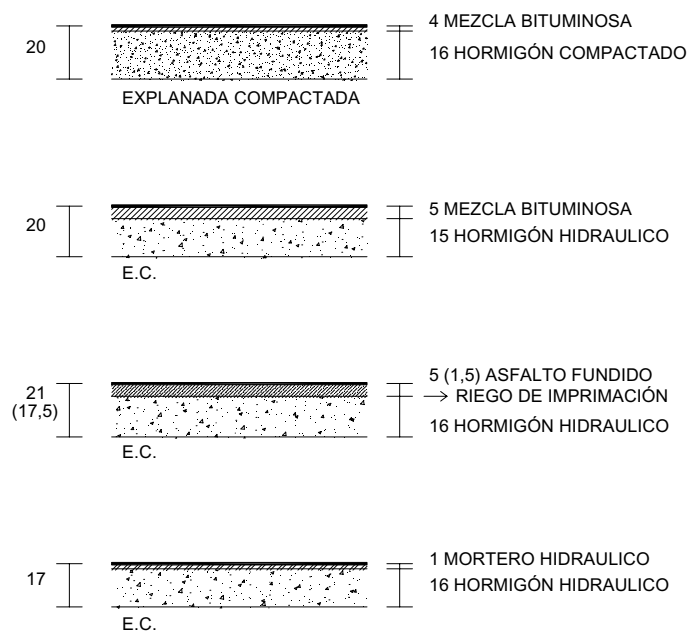 4 MEZCLA BITUMINOSA
20
16 HORMIGÓN COMPACTADO
EXPLANADA COMPACTADA
5 MEZCLA BITUMINOSA
20
15 HORMIGÓN HIDRAULICO
E.C.
5 (1,5) ASFALTO FUNDIDO
21
(17,5)
→ RIEGO DE IMPRIMACIÓN
16 HORMIGÓN HIDRAULICO
E.C.
1 MORTERO HIDRAULICO
17
16 HORMIGÓN HIDRAULICO
E.C.